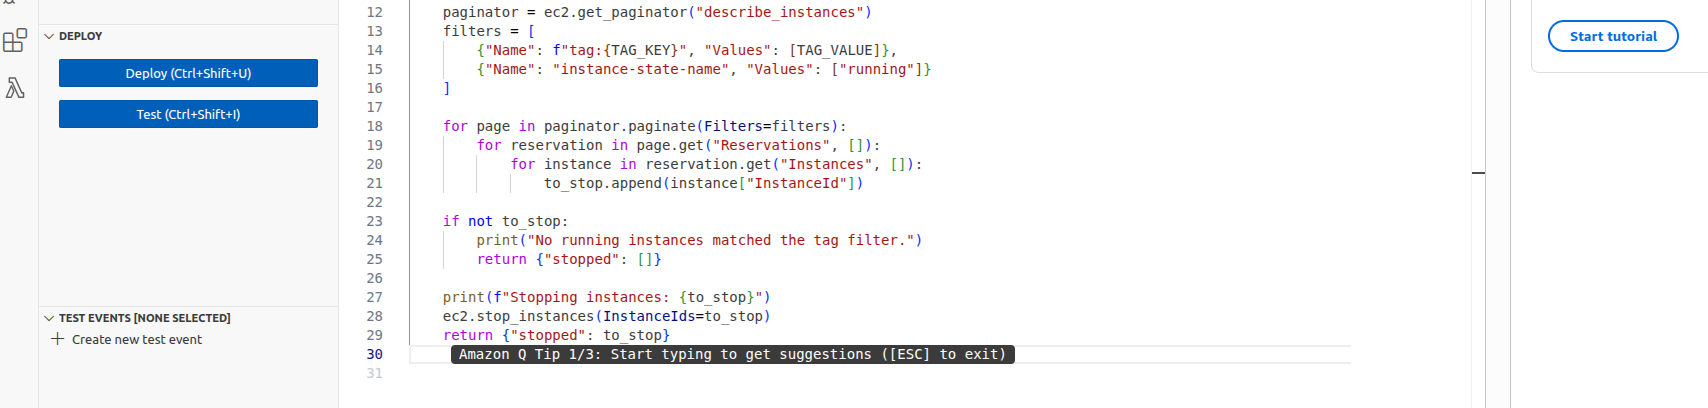 DEPLOY
Deploy (Ctrl+Shift+U)
Test (Ctrl+Shift+I)
TEST EVENTS [NONE SELECTED]
Create new test event
12 paginator = ec2.get_paginator("describe_instances")
13 filters = [
14 {"Name": f"tag:{TAG_KEY}", "Values": [TAG_VALUE]},
15 {"Name": "instance-state-name", "Values": ["running"]}
16 ]
17
18 for page in paginator.paginate(Filters=filters):
19 for reservation in page.get("Reservations", []):
20 for instance in reservation.get("Instances", []):
21 to_stop.append(instance["InstanceId"])
22
23 if not to_stop:
24 print("No running instances matched the tag filter.")
25 return {"stopped": []}
26
27 print(f"Stopping instances: {to_stop}")
28 ec2.stop_instances(InstanceIds=to_stop)
29 return {"stopped": to_stop}
30 Amazon Q Tip 1/3: Start typing to get suggestions ([ESC] to exit)
31
Start tutorial